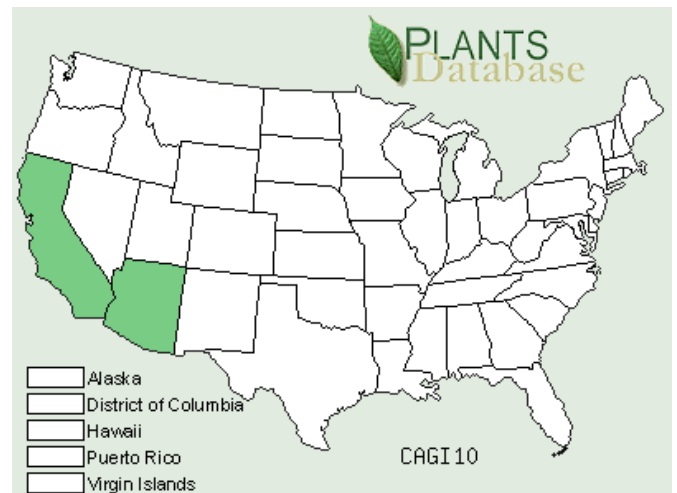 PLANTS
Database
Alaska
District of Columbia
Hawaii
Puerto Rico
Virgin Islands
CAGI10